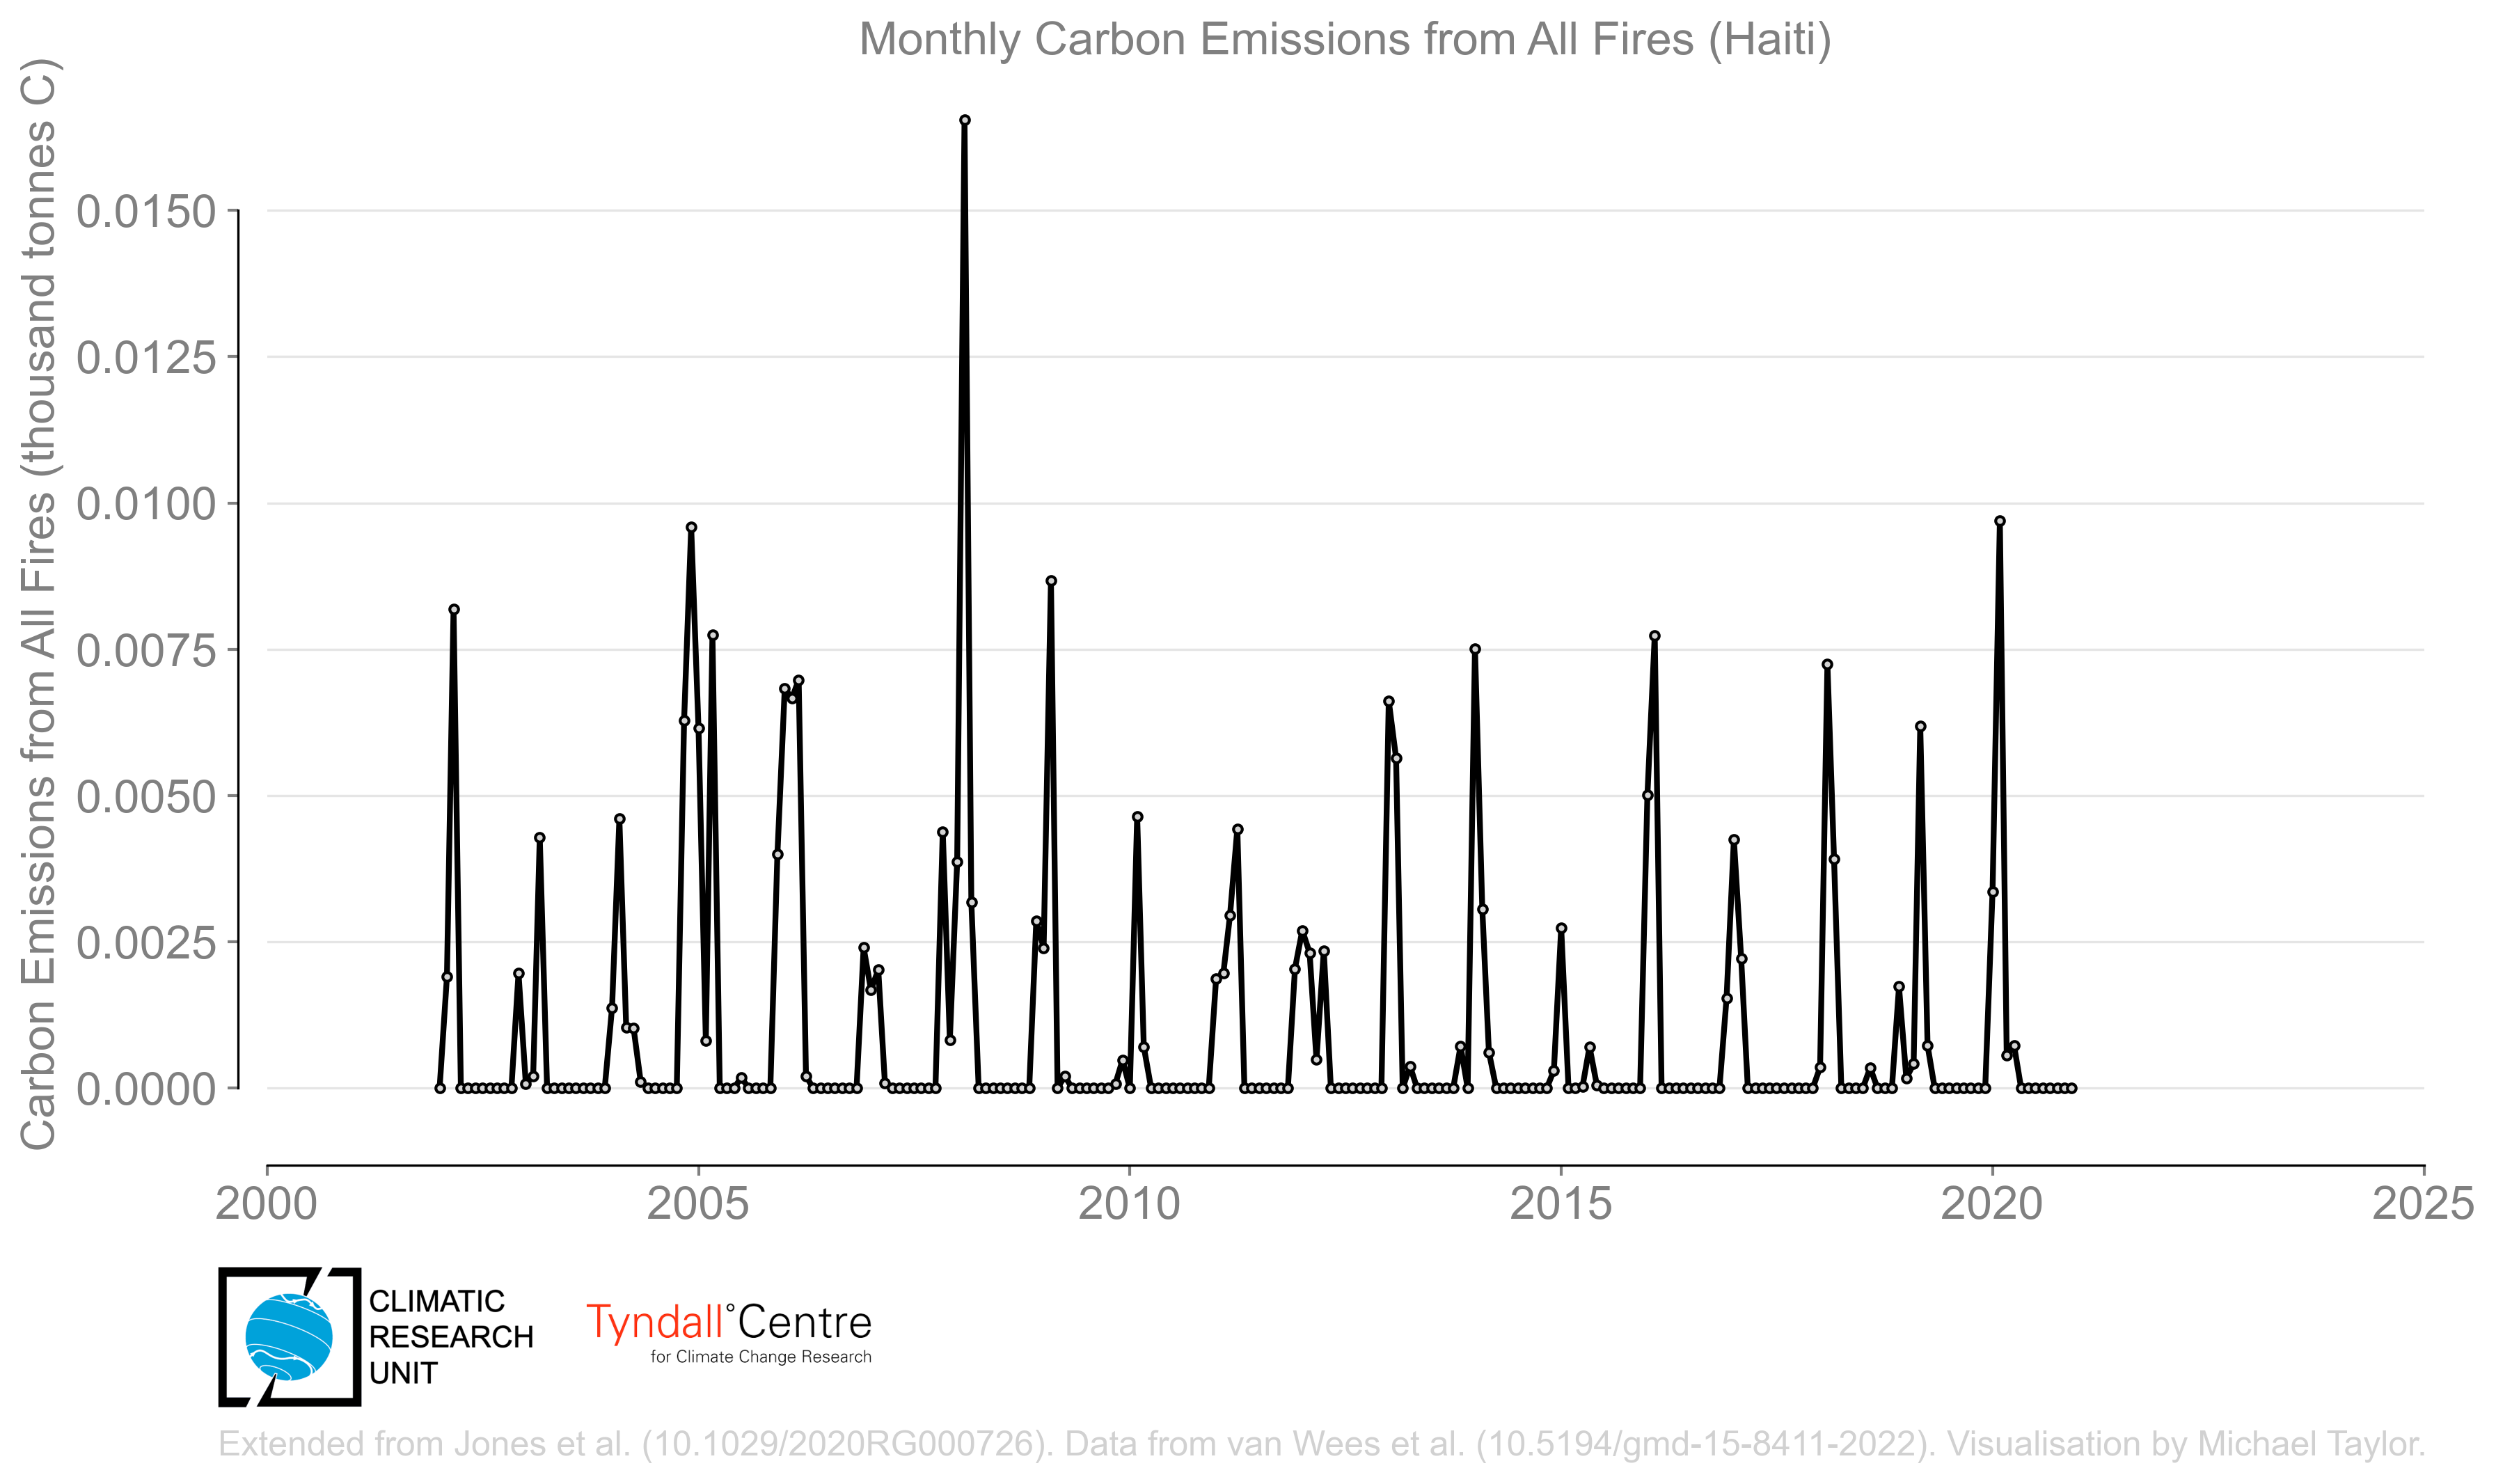 Monthly Carbon Emissions from All Fires (Haiti)
Carbon Emissions from All Fires (thousand tonnes C)
0.0150
0.0125
0.0100
0.0075
0.0050
0.0025
0.0000
2000 2005 2010 2015 2020 2025
CLIMATIC
RESEARCH
UNIT
Tyndall°Centre
for Climate Change Research
Extended from Jones et al. (10.1029/2020RG000726). Data from van Wees et al. (10.5194/gmd-15-8411-2022). Visualisation by Michael Taylor.